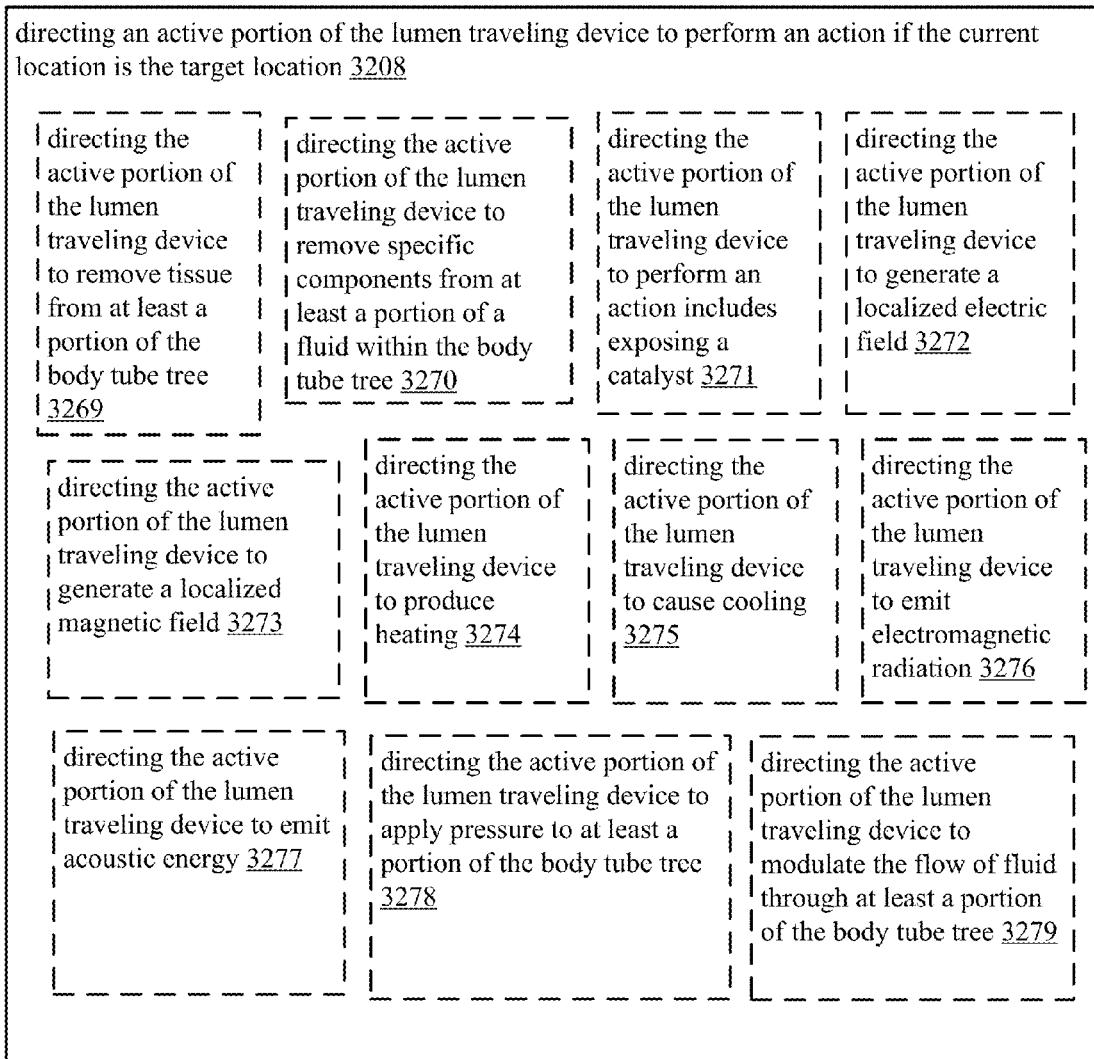 directing an active portion of the lumen traveling device to perform an action if the current
location is the target location 3208
directing the
active portion of
the lumen
traveling device
to remove tissue
from at least a
portion of the
body tube tree
3269
directing the active
portion of the lumen
traveling device to
remove specific
components from at
least a portion of a
fluid within the body
tube tree 3270
directing the
active portion of
the lumen
traveling device
to perform an
action includes
exposing a
catalyst 3271
directing the
active portion of
the lumen
traveling device
to generate a
localized electric
field 3272
directing the active
portion of the lumen
traveling device to
generate a localized
magnetic field 3273
directing the
active portion of
the lumen
traveling device
to produce
heating 3274
directing the
active portion of
the lumen
traveling device
to cause cooling
3275
directing the
active portion of
the lumen
traveling device
to emit
electromagnetic
radiation 3276
directing the active
portion of the lumen
traveling device to emit
acoustic energy 3277
directing the active portion of
the lumen traveling device to
apply pressure to at least a
portion of the body tube tree
3278
directing the active
portion of the lumen
traveling device to
modulate the flow of fluid
through at least a portion
of the body tube tree 3279